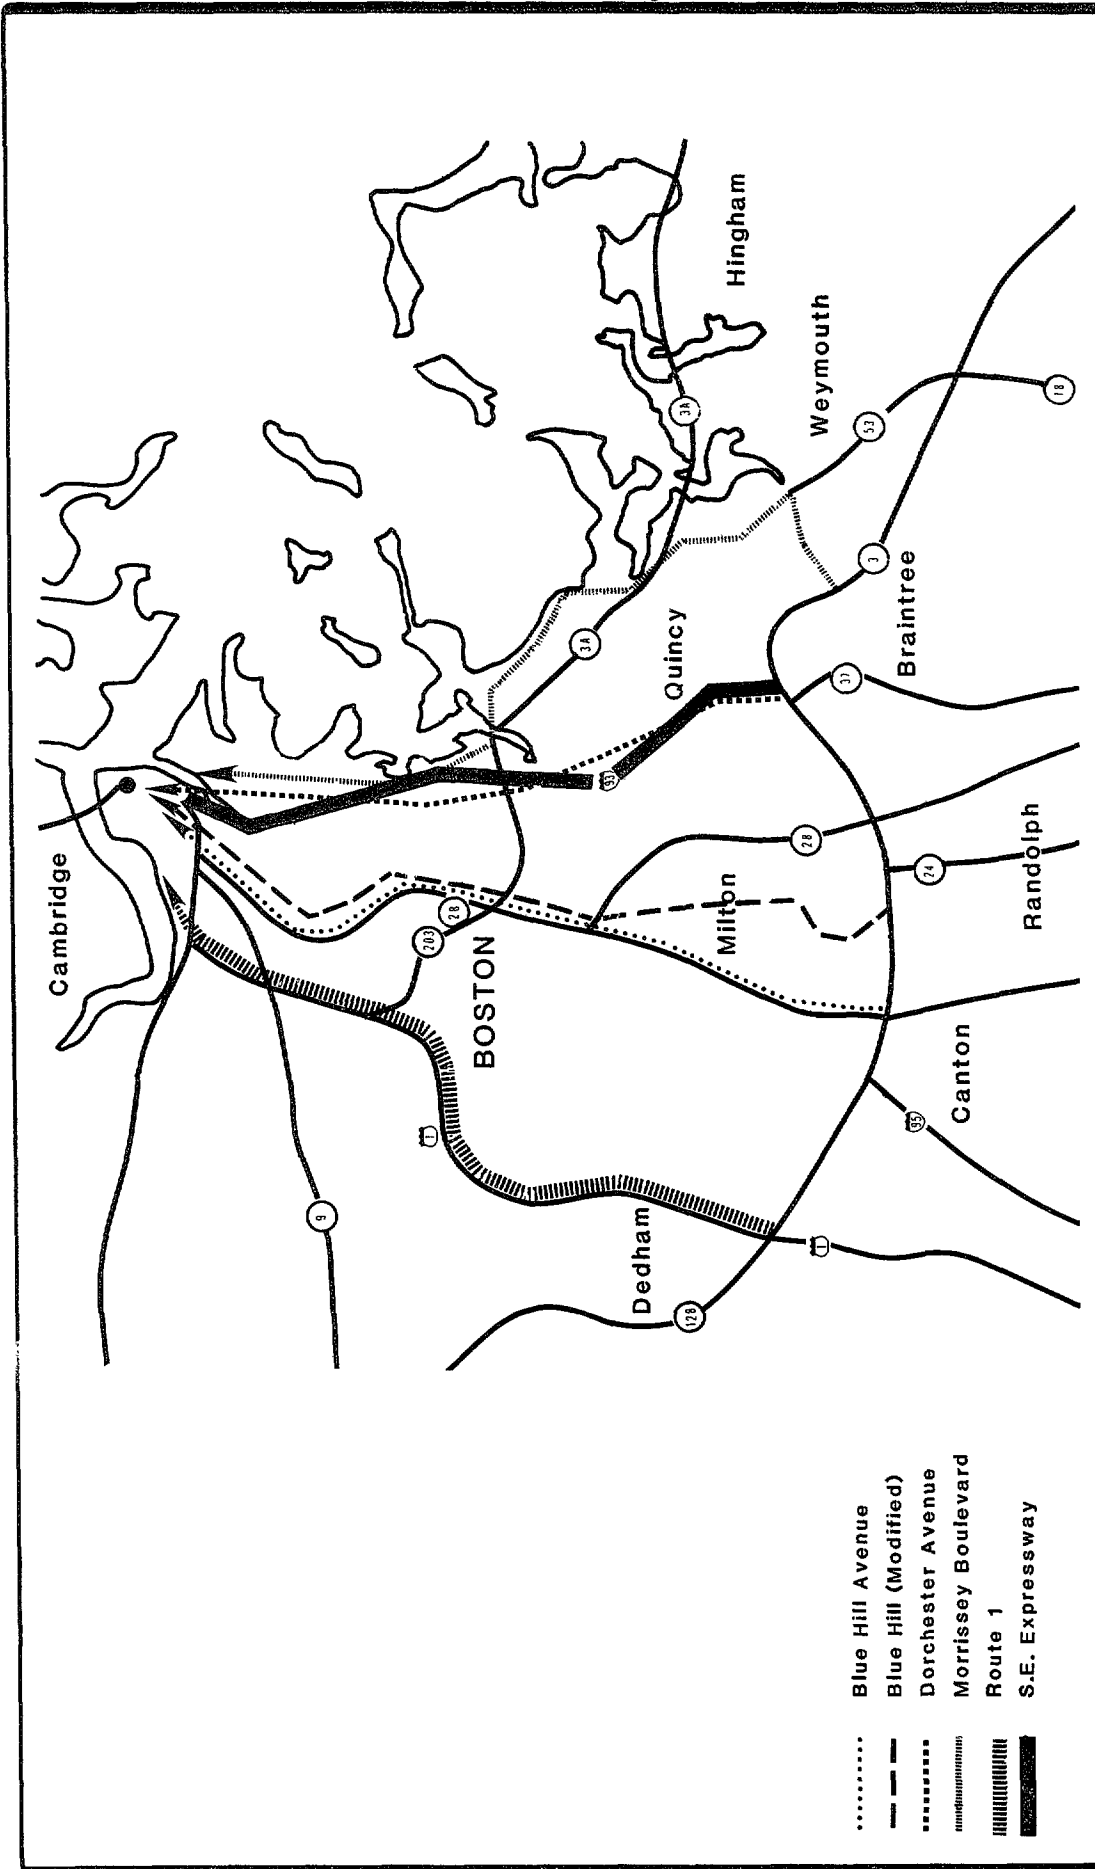 Cambridge
BOSTON
Dedham
Canton
Milton
Randolph
Quincy
Braintree
Weymouth
Hingham
9
1
128
1
95
203
28
28
24
93
37
3A
3
3A
53
18
Blue Hill Avenue
Blue Hill (Modified)
Dorchester Avenue
Morrissey Boulevard
Route 1
S.E. Expressway